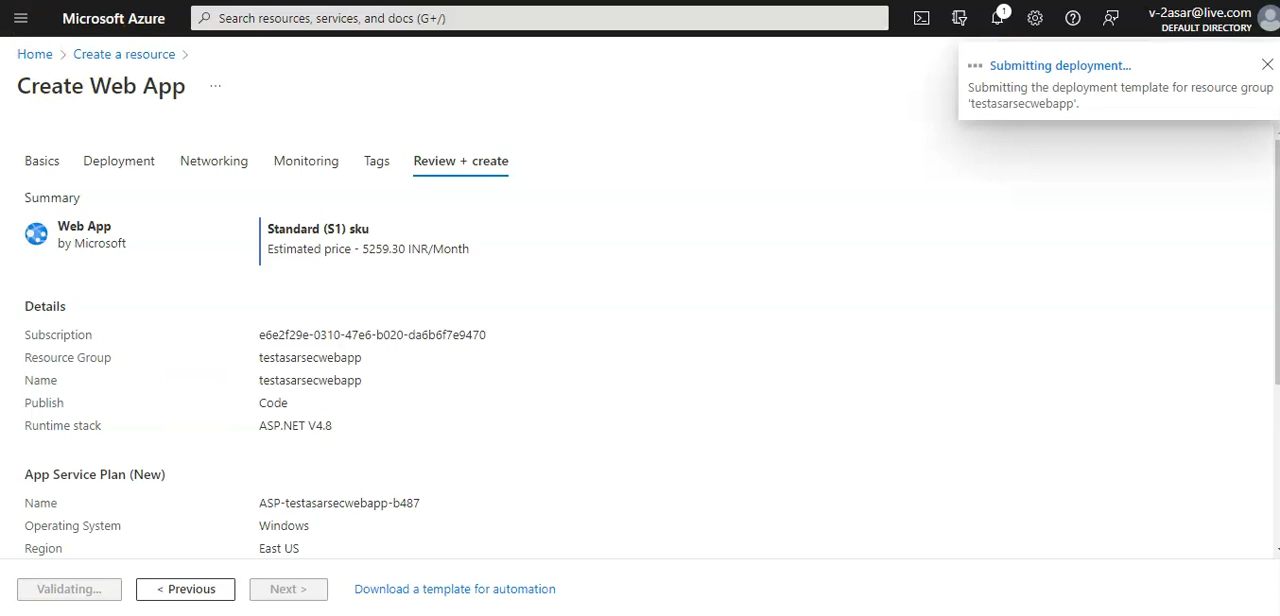 Microsoft Azure
Search resources, services, and docs (G+/)
1
v-2asar@live.com
DEFAULT DIRECTORY
Home > Create a resource >
Create Web App ...
Submitting deployment...
Submitting the deployment template for resource group
'testasarsecwebapp'.
Basics Deployment Networking Monitoring Tags Review + create
Summary
Web App
by Microsoft
Standard (S1) sku
Estimated price - 5259.30 INR/Month
Details
Subscription e6e2f29e-0310-47e6-b020-da6b6f7e9470
Resource Group testasarsecwebapp
Name testasarsecwebapp
Publish Code
Runtime stack ASP.NET V4.8
App Service Plan (New)
Name ASP-testasarsecwebapp-b487
Operating System Windows
Region East US
Validating... < Previous Next > Download a template for automation